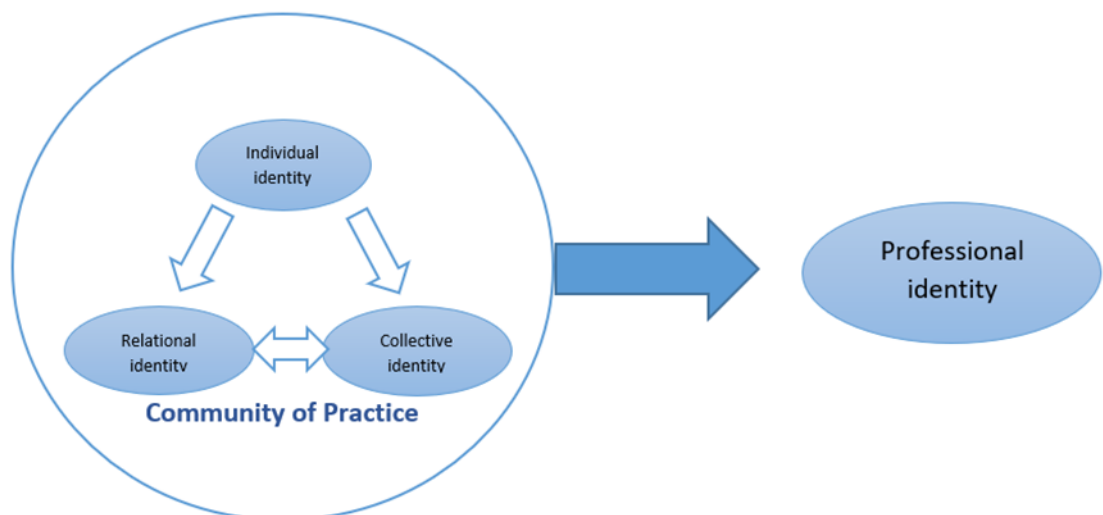 Individual
identity
Relational
identity
Collective
identity
Community of Practice
Professional
identity